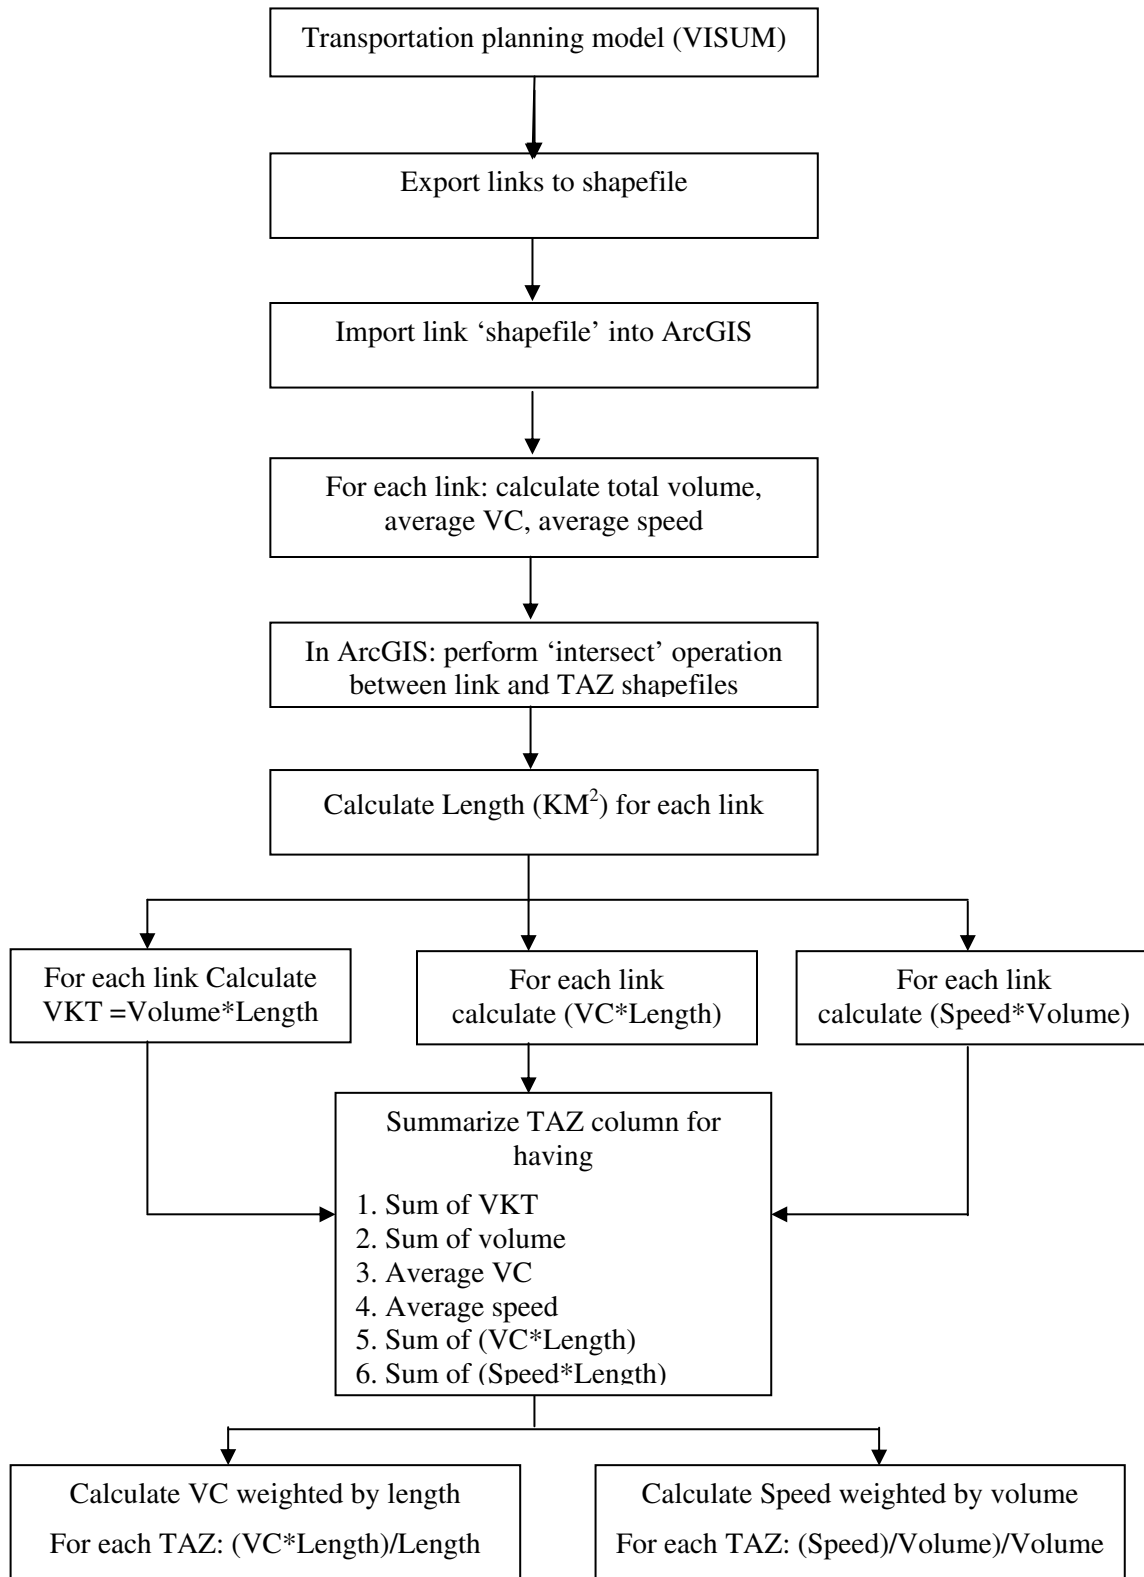 Transportation planning model (VISUM)
Export links to shapefile
Import link ‘shapefile’ into ArcGIS
For each link: calculate total volume,
average VC, average speed
In ArcGIS: perform ‘intersect’ operation
between link and TAZ shapefiles
Calculate Length (KM²) for each link
For each link Calculate
VKT =Volume*Length
For each link
calculate (VC*Length)
For each link
calculate (Speed*Volume)
Summarize TAZ column for
having
1. Sum of VKT
2. Sum of volume
3. Average VC
4. Average speed
5. Sum of (VC*Length)
6. Sum of (Speed*Length)
Calculate VC weighted by length
For each TAZ: (VC*Length)/Length
Calculate Speed weighted by volume
For each TAZ: (Speed)/Volume)/Volume